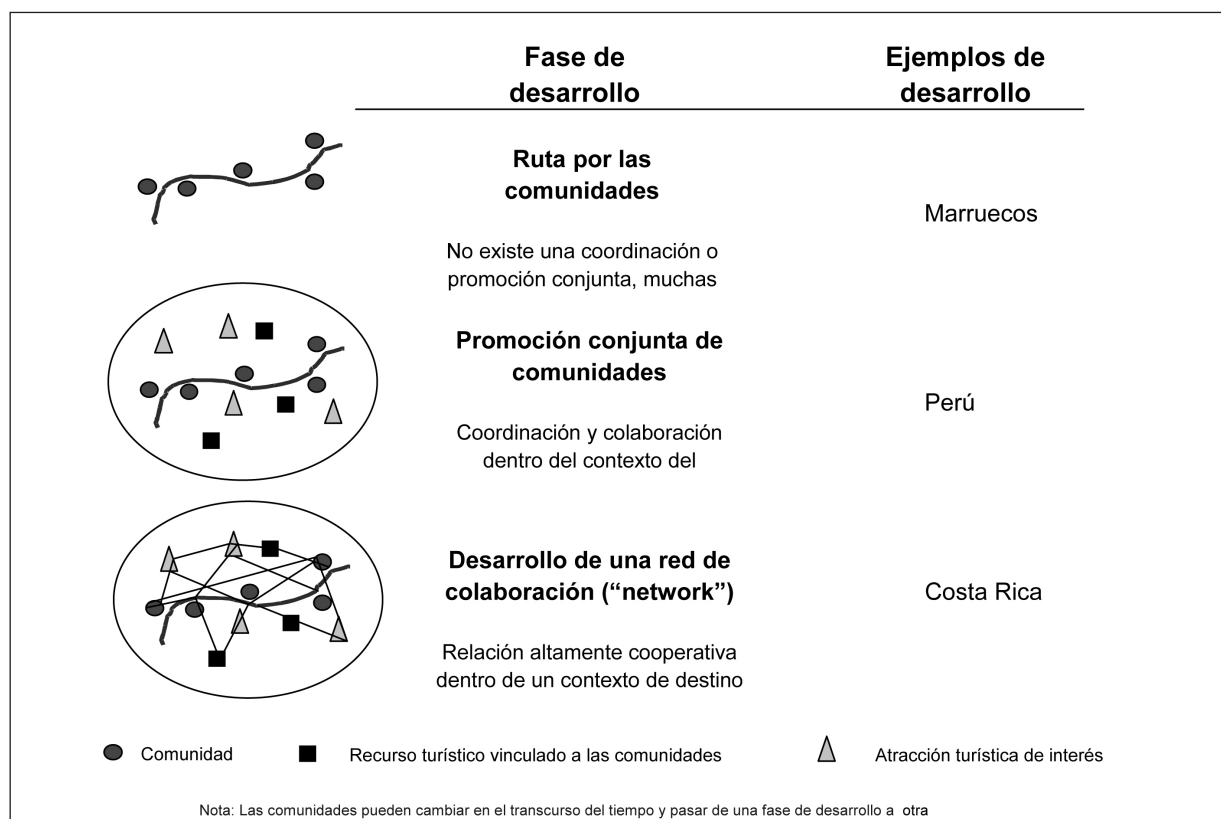 Fase de
desarrollo
Ejemplos de
desarrollo
Ruta por las
comunidades
Marruecos
No existe una coordinación o
promoción conjunta, muchas
Promoción conjunta de
comunidades
Perú
Coordinación y colaboración
dentro del contexto del
Desarrollo de una red de
colaboración (“network”)
Costa Rica
Relación altamente cooperativa
dentro de un contexto de destino
Comunidad
Recurso turístico vinculado a las comunidades
Atracción turística de interés
Nota: Las comunidades pueden cambiar en el transcurso del tiempo y pasar de una fase de desarrollo a otra